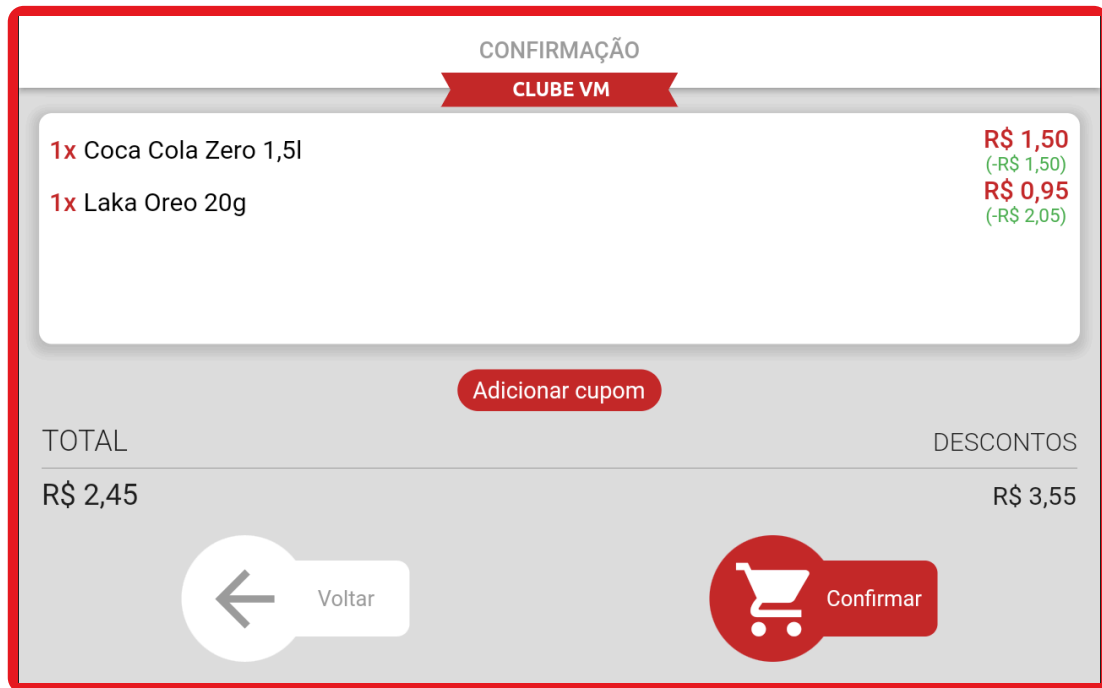 CONFIRMAÇÃO
CLUBE VM
1x Coca Cola Zero 1,5l R$ 1,50
(-R$ 1,50)
1x Laka Oreo 20g R$ 0,95
(-R$ 2,05)
Adicionar cupom
TOTAL DESCONTOS
R$ 2,45 R$ 3,55
Voltar Confirmar